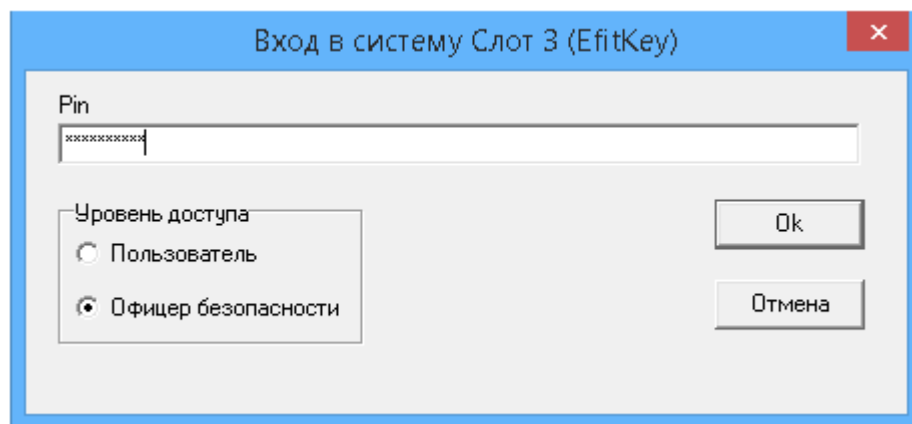 Вход в систему Слот 3 (EfitKey)
Pin
**********
Уровень доступа
Пользователь
Офицер безопасности
Ok
Отмена